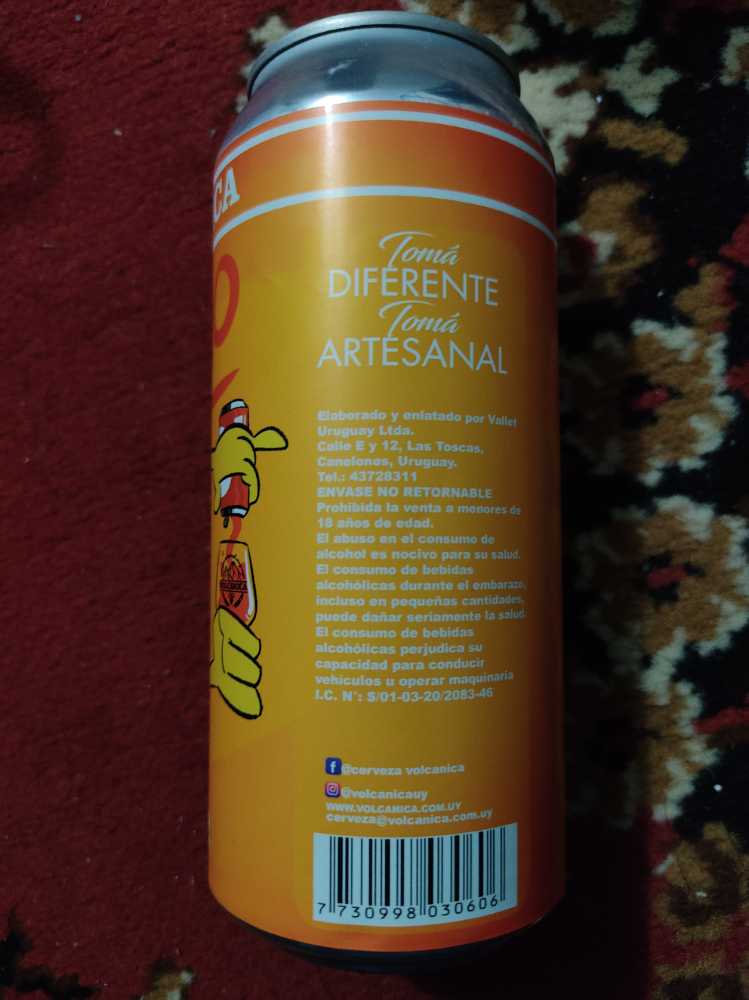 CA
O
Tomá
DIFERENTE
Tomá
ARTESANAL
Elaborado y enlatado por Vallet
Uruguay Ltda.
Calle E y 12, Las Toscas,
Canelones, Uruguay.
Tel.: 43728311
ENVASE NO RETORNABLE
Prohibida la venta a menores de
18 años de edad.
El abuso en el consumo de
alcohol es nocivo para su salud.
El consumo de bebidas
alcohólicas durante el embarazo,
incluso en pequeñas cantidades,
puede dañar seriamente la salud.
El consumo de bebidas
alcohólicas perjudica su
capacidad para conducir
vehículos u operar maquinaria
I.C. N°: S/01-03-20/2083-46
VOLCANICA
@cerveza volcanica
@volcanicauy
WWW.VOLCANICA.COM.UY
cerveza@volcanica.com.uy
7 730998 030606